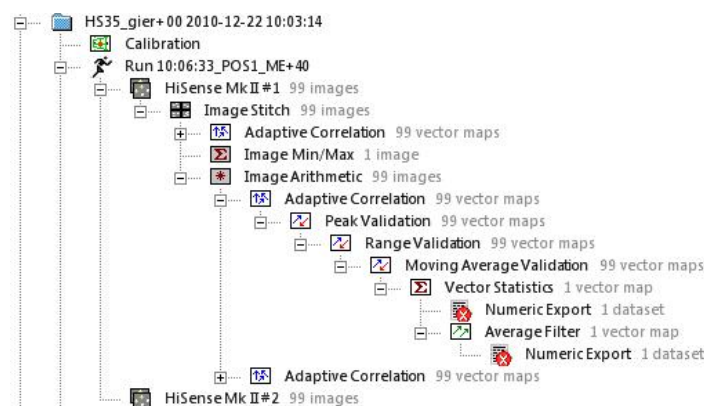 HS35_gier+00 2010-12-22 10:03:14
Calibration
Run 10:06:33_POS1_ME+40
HiSense Mk II #1 99 images
Image Stitch 99 images
Adaptive Correlation 99 vector maps
Image Min/Max 1 image
Image Arithmetic 99 images
Adaptive Correlation 99 vector maps
Peak Validation 99 vector maps
Range Validation 99 vector maps
Moving Average Validation 99 vector maps
Vector Statistics 1 vector map
Numeric Export 1 dataset
Average Filter 1 vector map
Numeric Export 1 dataset
Adaptive Correlation 99 vector maps
HiSense Mk II #2 99 images